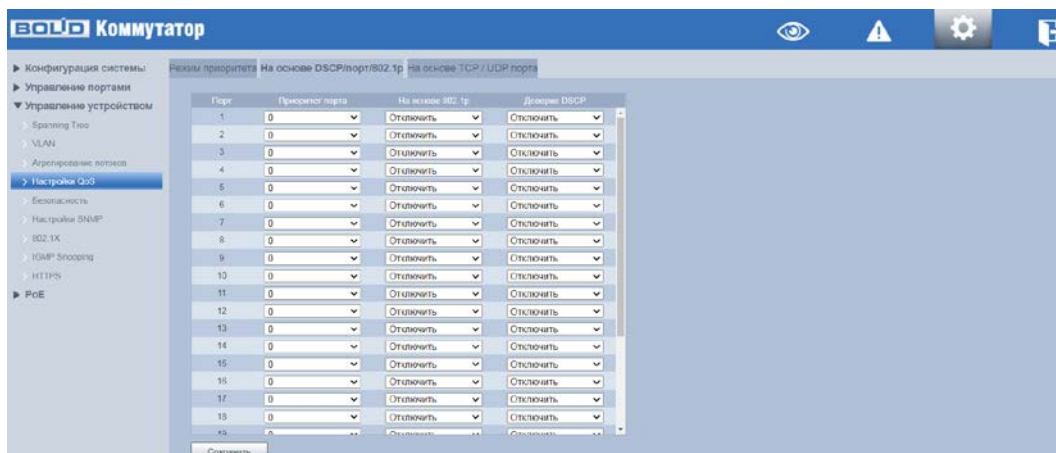 BOLID Коммутатор
Конфигурация системы
Управление портами
Управление устройством
Spanning Tree
VLAN
Агрегирование потоков
Настройки QoS
Безопасность
Настройки SNMP
802.1X
IGMP Snooping
HTTPS
PoE
Режим приоритета На основе DSCP/порт/802.1p На основе TCP / UDP порта
Порт Приоритет порта На основе 802.1p Доверие DSCP
1 0 Отключить Отключить
2 0 Отключить Отключить
3 0 Отключить Отключить
4 0 Отключить Отключить
5 0 Отключить Отключить
6 0 Отключить Отключить
7 0 Отключить Отключить
8 0 Отключить Отключить
9 0 Отключить Отключить
10 0 Отключить Отключить
11 0 Отключить Отключить
12 0 Отключить Отключить
13 0 Отключить Отключить
14 0 Отключить Отключить
15 0 Отключить Отключить
16 0 Отключить Отключить
17 0 Отключить Отключить
18 0 Отключить Отключить
19 0 Отключить Отключить
Сохранить